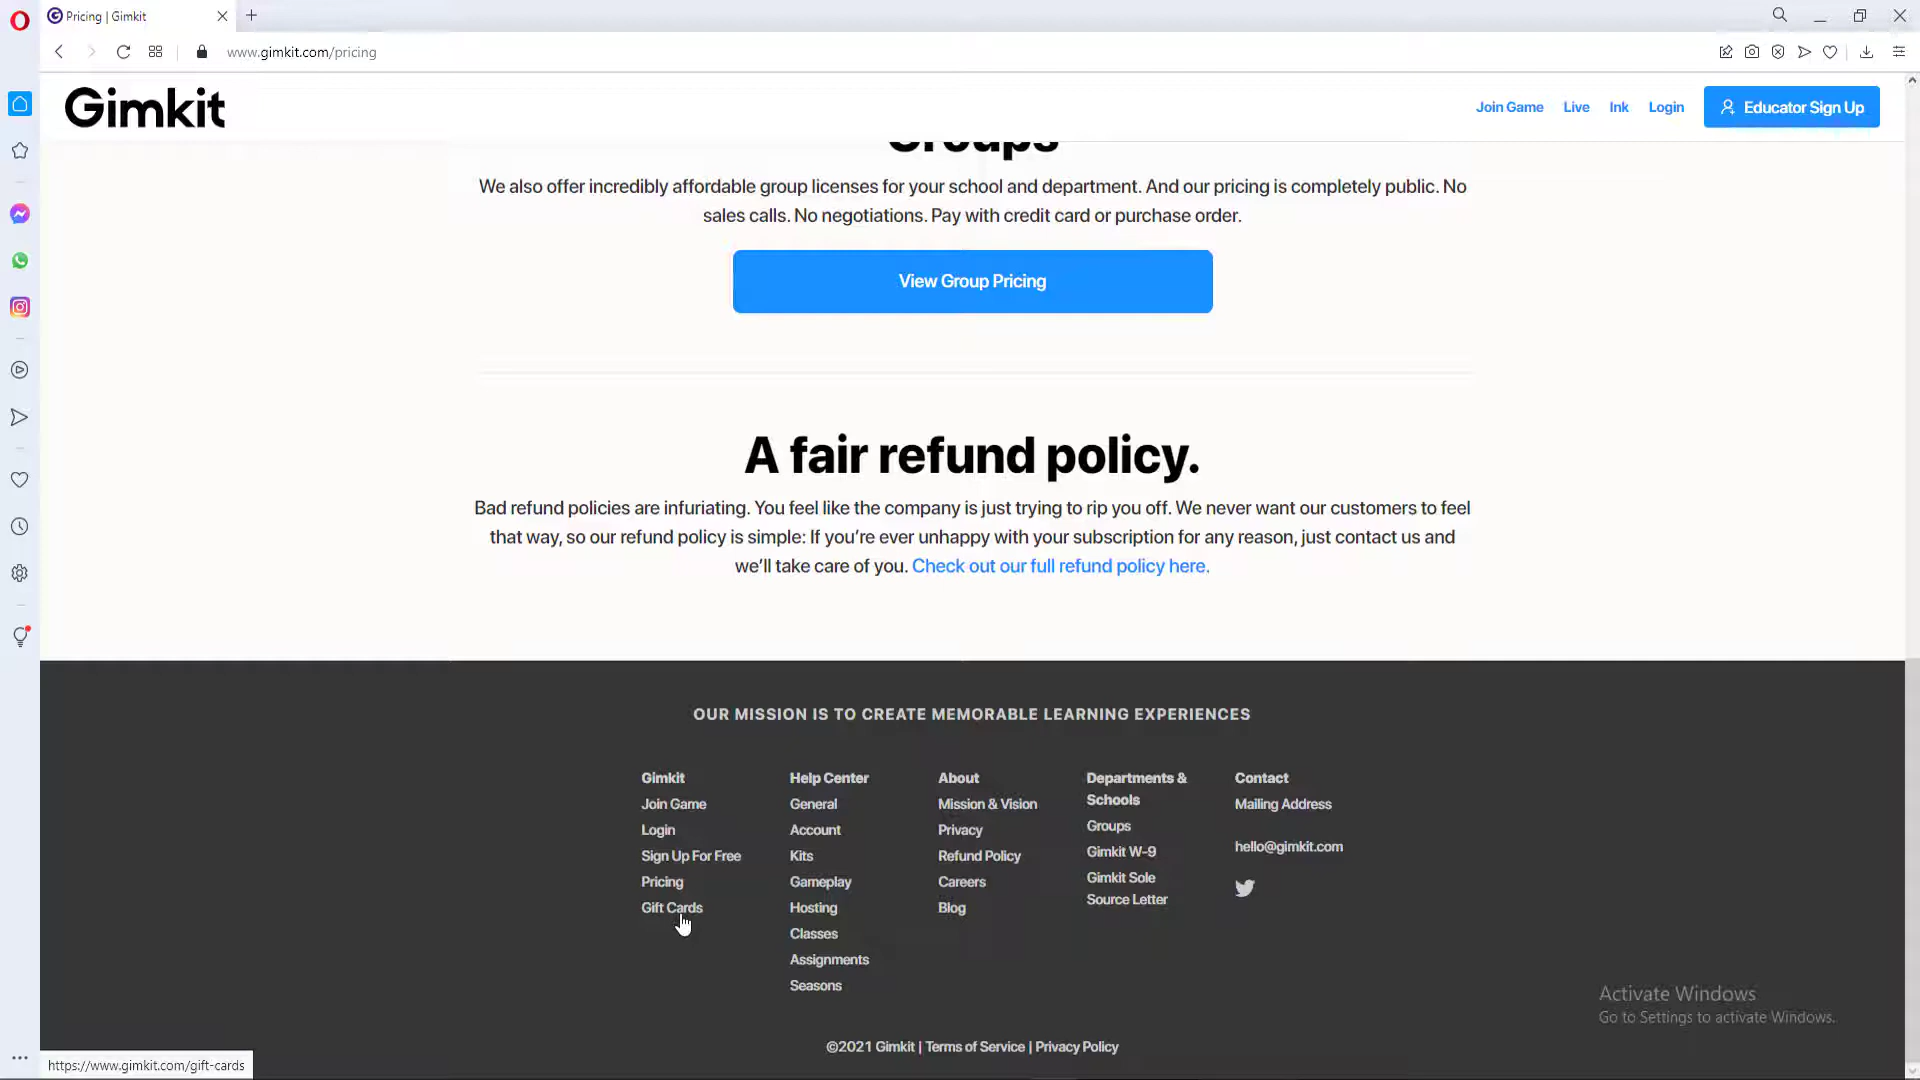 Pricing | Gimkit
www.gimkit.com/pricing
Gimkit
Join Game
Live
Ink
Login
Educator Sign Up
Groups
We also offer incredibly affordable group licenses for your school and department. And our pricing is completely public. No
sales calls. No negotiations. Pay with credit card or purchase order.
View Group Pricing
A fair refund policy.
Bad refund policies are infuriating. You feel like the company is just trying to rip you off. We never want our customers to feel
that way, so our refund policy is simple: If you’re ever unhappy with your subscription for any reason, just contact us and
we’ll take care of you. Check out our full refund policy here.
OUR MISSION IS TO CREATE MEMORABLE LEARNING EXPERIENCES
Gimkit
Join Game
Login
Sign Up For Free
Pricing
Gift Cards
Help Center
General
Account
Kits
Gameplay
Hosting
Classes
Assignments
Seasons
About
Mission & Vision
Privacy
Refund Policy
Careers
Blog
Departments &
Schools
Groups
Gimkit W-9
Gimkit Sole
Source Letter
Contact
Mailing Address
hello@gimkit.com
Activate Windows
Go to Settings to activate Windows.
©2021 Gimkit | Terms of Service | Privacy Policy
https://www.gimkit.com/gift-cards